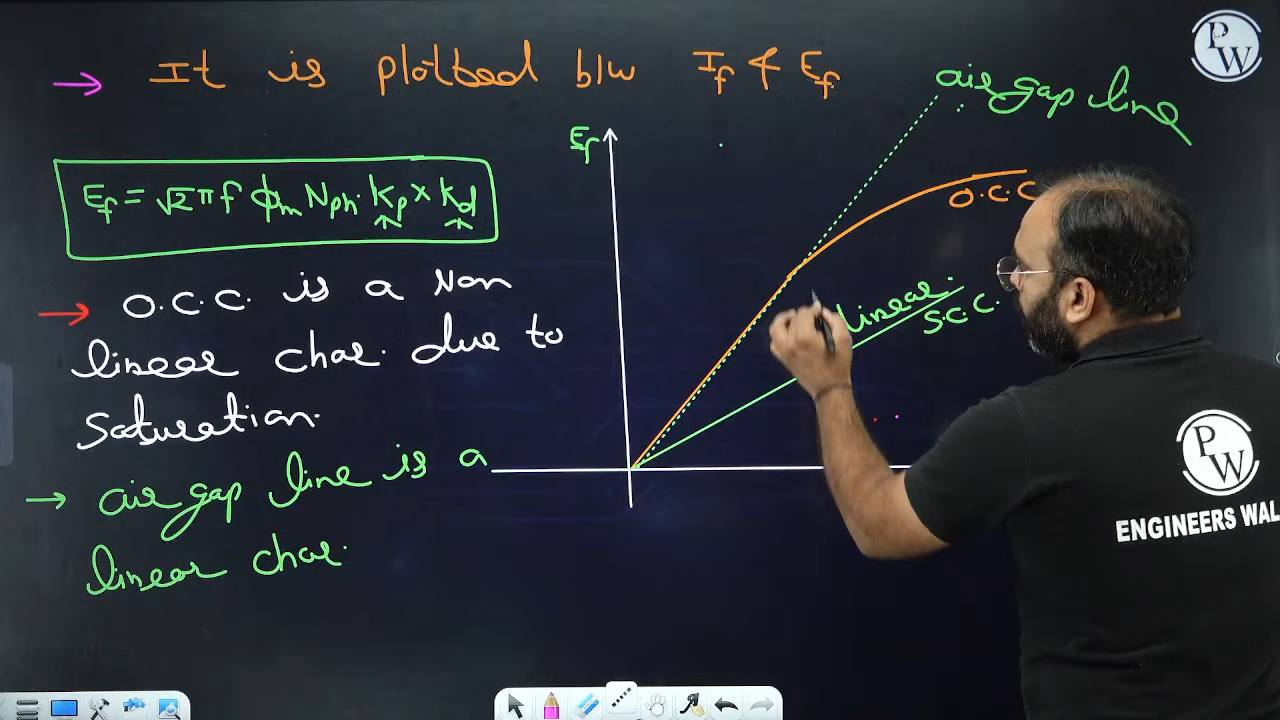 → It is plotted b/w If & Ef
air gap line
Ef
Ef = √2 π f ϕm Nph. kp × kd
O.C.C
→ O.C.C. is a Non
linear char. due to
saturation.
linear.
S.C.C.
→ air gap line is a
linear char.
PW
PW
ENGINEERS WAL